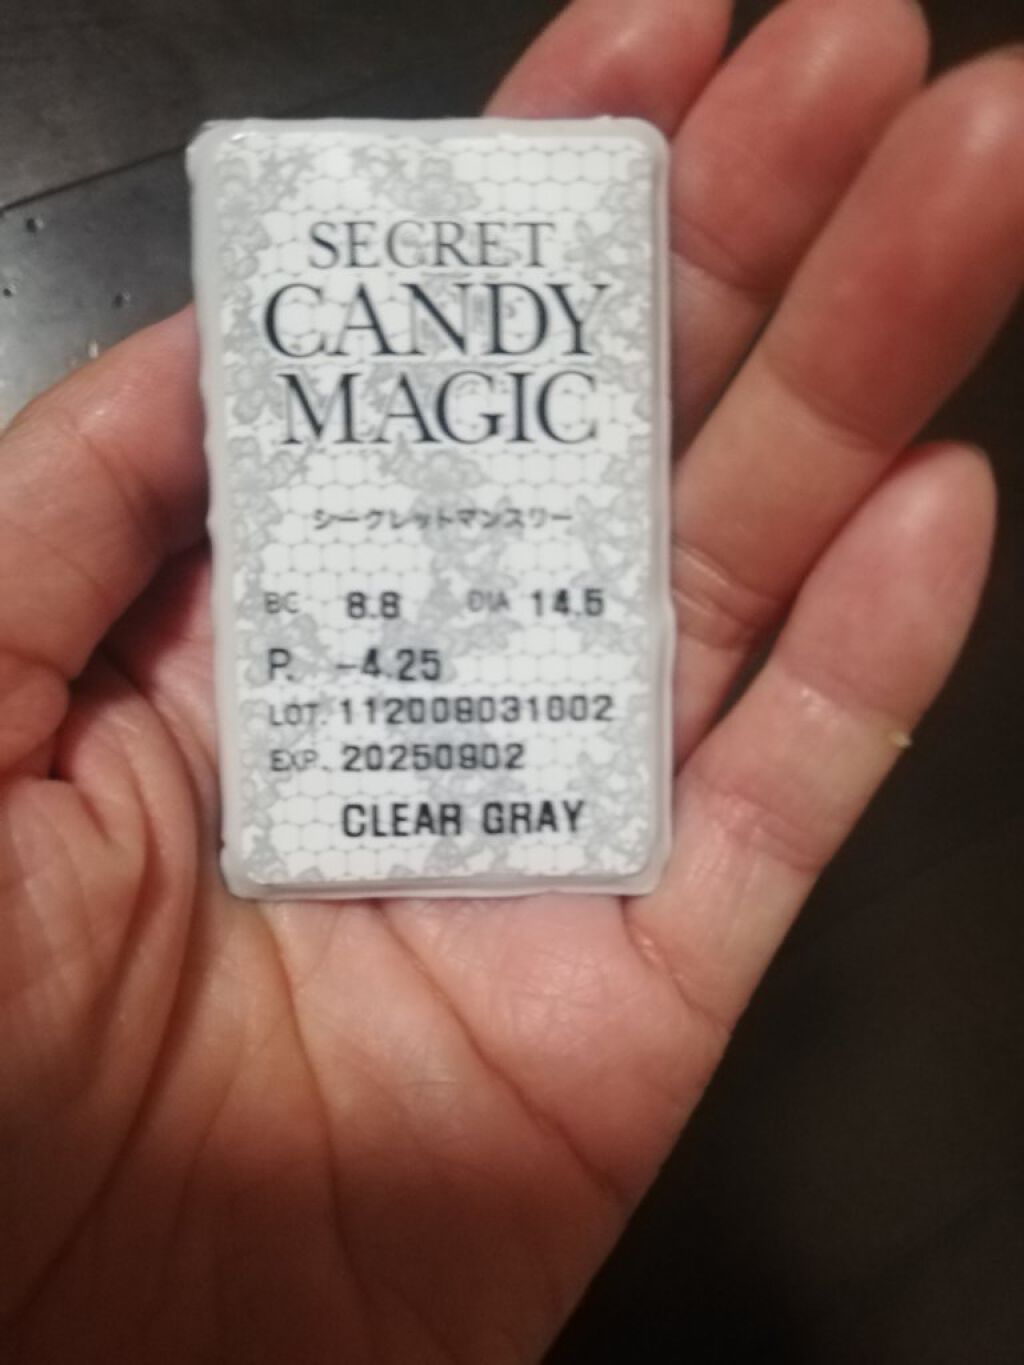 SECRET
CANDY
MAGIC
シークレットマンスリー
BC 8.8 DIA 14.5
P. -4.25
LOT. 112008031002
EXP. 20250902
CLEAR GRAY